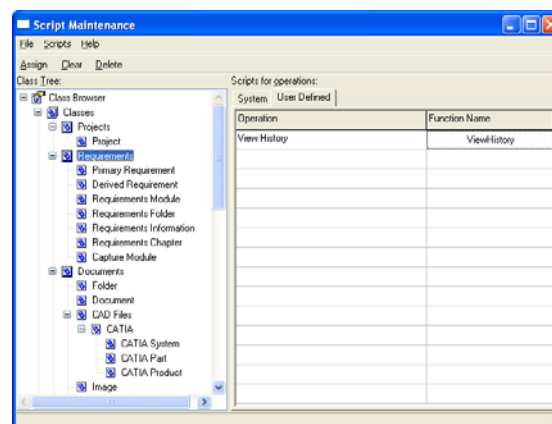 Script Maintenance
File Scripts Help
Assign Clear Delete
Class Tree:
Class Browser
Classes
Projects
Project
Requirements
Primary Requirement
Derived Requirement
Requirements Module
Requirements Folder
Requirements Information
Requirements Chapter
Capture Module
Documents
Folder
Document
CAD Files
CATIA
CATIA System
CATIA Part
CATIA Product
Image
Scripts for operations:
System User Defined
Operation Function Name
View History ViewHistory